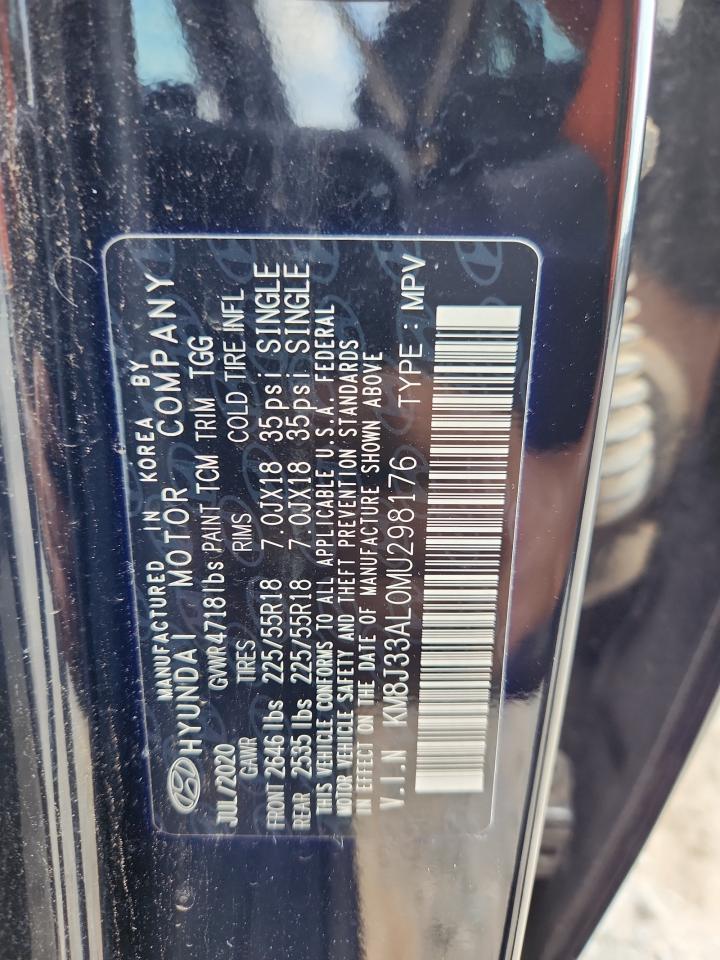 MANUFACTURED IN KOREA BY
HYUNDAI MOTOR COMPANY
JUL/2020 GVWR4718lbs PAINT TCM TRIM TGG
GAWR TIRES RIMS COLD TIRE INFL
FRONT 2646lbs 225/55R18 7.0JX18 35psi SINGLE
REAR 2535lbs 225/55R18 7.0JX18 35psi SINGLE
THIS VEHICLE CONFORMS TO ALL APPLICABLE U.S.A. FEDERAL
MOTOR VEHICLE SAFETY AND THEFT PREVENTION STANDARDS
IN EFFECT ON THE DATE OF MANUFACTURE SHOWN ABOVE
V.I.N KM8J33AL0MU298176 TYPE : MPV